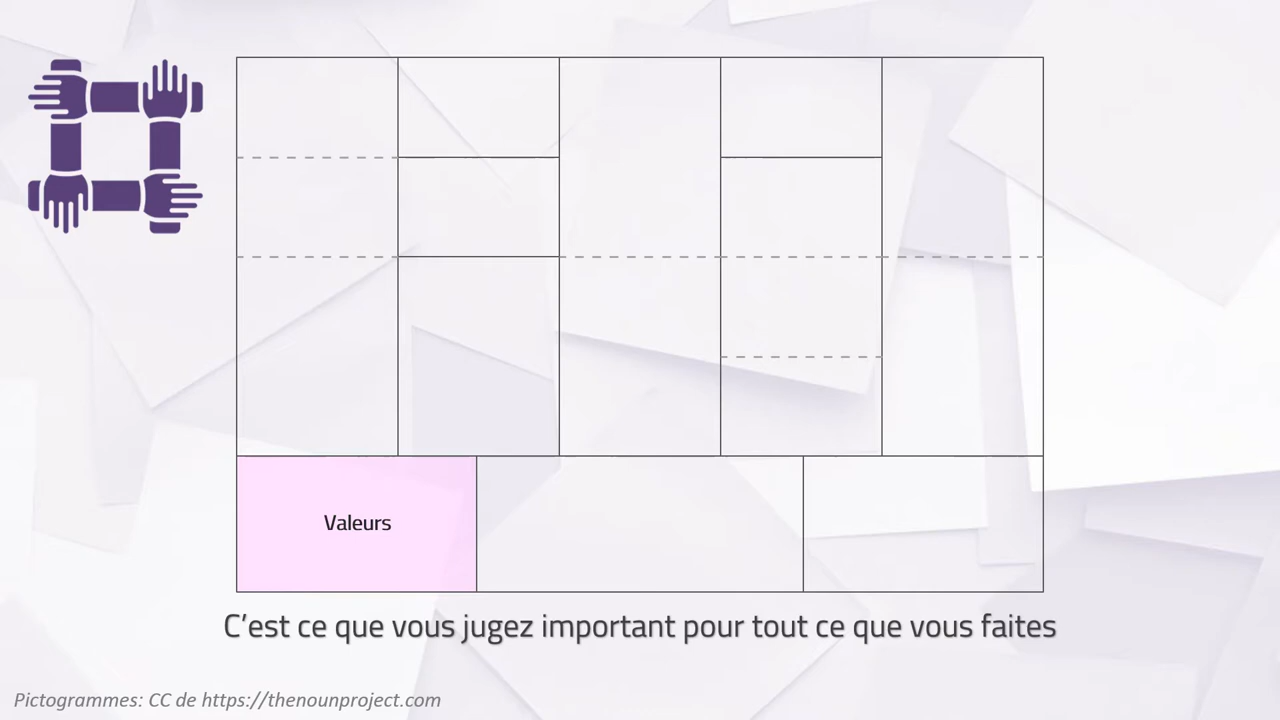 Valeurs
C’est ce que vous jugez important pour tout ce que vous faites
Pictogrammes: CC de https://thenounproject.com